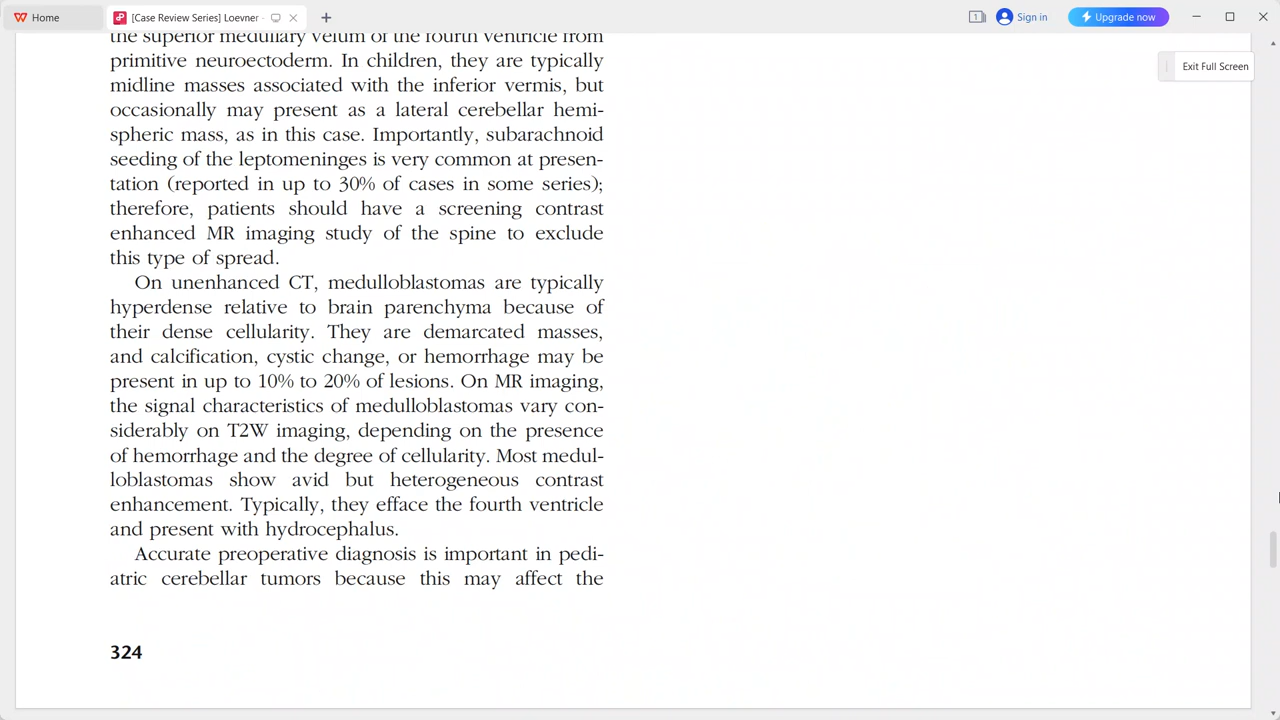 Home
[Case Review Series] Loevner -
1
Sign in
Upgrade now
Exit Full Screen
the superior medullary velum of the fourth ventricle from
primitive neuroectoderm. In children, they are typically
midline masses associated with the inferior vermis, but
occasionally may present as a lateral cerebellar hemi-
spheric mass, as in this case. Importantly, subarachnoid
seeding of the leptomeninges is very common at presen-
tation (reported in up to 30% of cases in some series);
therefore, patients should have a screening contrast
enhanced MR imaging study of the spine to exclude
this type of spread.
On unenhanced CT, medulloblastomas are typically
hyperdense relative to brain parenchyma because of
their dense cellularity. They are demarcated masses,
and calcification, cystic change, or hemorrhage may be
present in up to 10% to 20% of lesions. On MR imaging,
the signal characteristics of medulloblastomas vary con-
siderably on T2W imaging, depending on the presence
of hemorrhage and the degree of cellularity. Most medul-
loblastomas show avid but heterogeneous contrast
enhancement. Typically, they efface the fourth ventricle
and present with hydrocephalus.
Accurate preoperative diagnosis is important in pedi-
atric cerebellar tumors because this may affect the
324